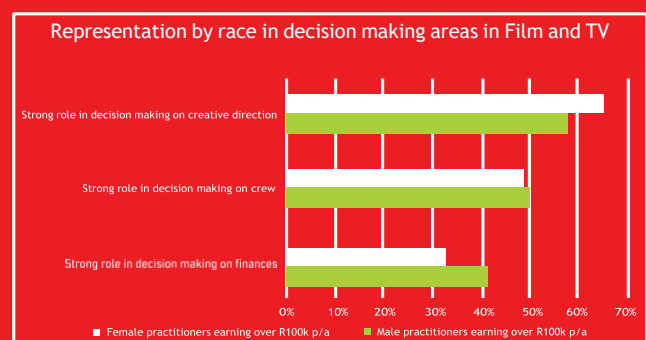 Representation by race in decision making areas in Film and TV
Strong role in decision making on creative direction
Strong role in decision making on crew
Strong role in decision making on finances
0% 10% 20% 30% 40% 50% 60% 70%
Female practitioners earning over R100k p/a Male practitioners earning over R100k p/a